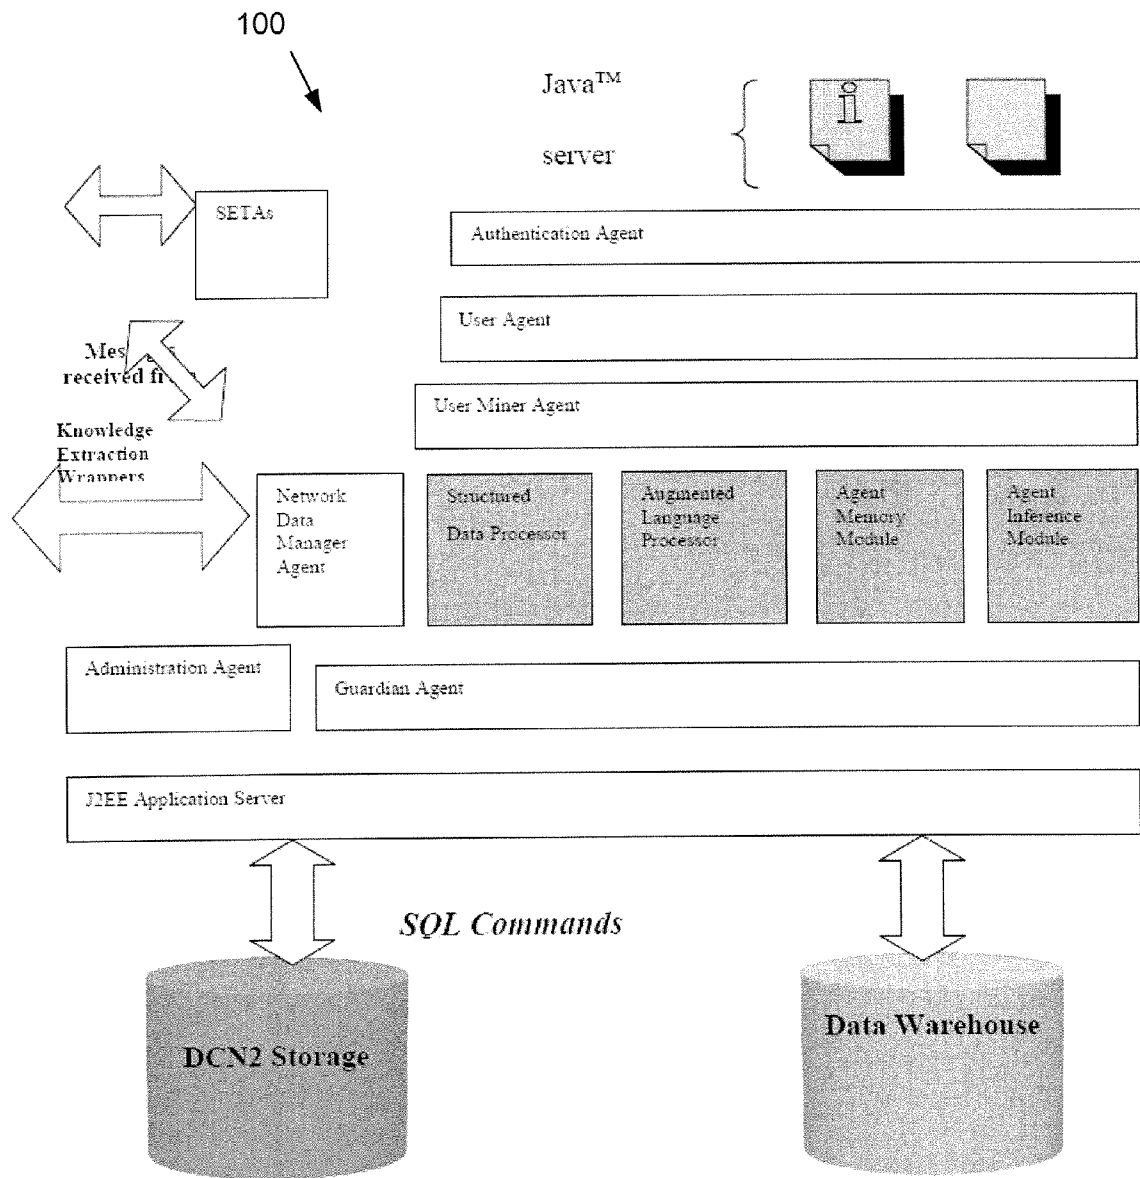 100
Java™
server
i
SETAs
Authentication Agent
User Agent
received
User Miner Agent
Knowledge
Extraction
Wrappers
Network
Data
Manager
Agent
Structured
Data Processor
Augmented
Language
Processor
Agent
Memory
Module
Agent
Inference
Module
Administration Agent
Guardian Agent
J2EE Application Server
SQL Commands
DCN2 Storage
Data Warehouse